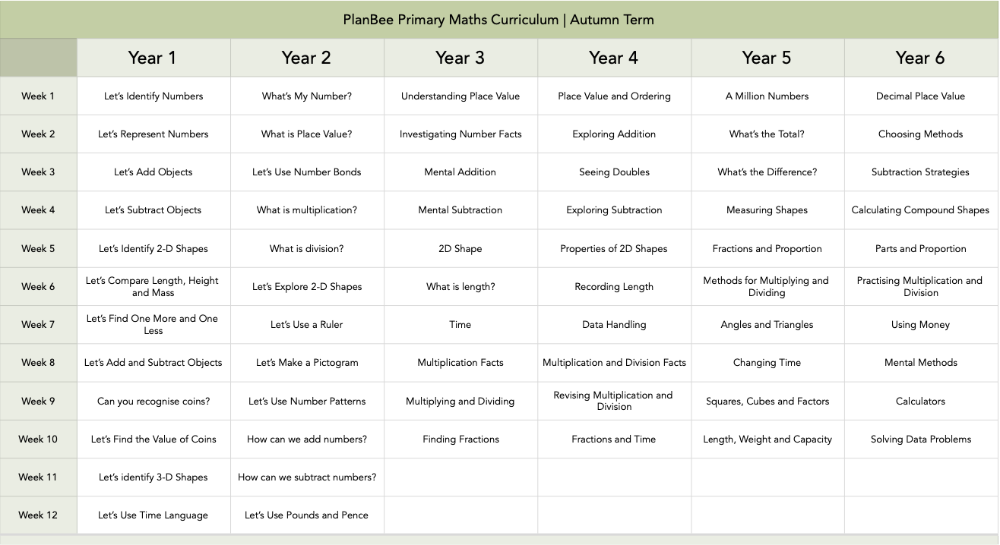 PlanBee Primary Maths Curriculum | Autumn Term
Year 1 Year 2 Year 3 Year 4 Year 5 Year 6
Week 1 Let's Identify Numbers What's My Number? Understanding Place Value Place Value and Ordering A Million Numbers Decimal Place Value
Week 2 Let's Represent Numbers What is Place Value? Investigating Number Facts Exploring Addition What's the Total? Choosing Methods
Week 3 Let's Add Objects Let's Use Number Bonds Mental Addition Seeing Doubles What's the Difference? Subtraction Strategies
Week 4 Let's Subtract Objects What is multiplication? Mental Subtraction Exploring Subtraction Measuring Shapes Calculating Compound Shapes
Week 5 Let's Identify 2-D Shapes What is division? 2D Shape Properties of 2D Shapes Fractions and Proportion Parts and Proportion
Week 6 Let's Compare Length, Height and Mass Let's Explore 2-D Shapes What is length? Recording Length Methods for Multiplying and Dividing Practising Multiplication and Division
Week 7 Let's Find One More and One Less Let's Use a Ruler Time Data Handling Angles and Triangles Using Money
Week 8 Let's Add and Subtract Objects Let's Make a Pictogram Multiplication Facts Multiplication and Division Facts Changing Time Mental Methods
Week 9 Can you recognise coins? Let's Use Number Patterns Multiplying and Dividing Revising Multiplication and Division Squares, Cubes and Factors Calculators
Week 10 Let's Find the Value of Coins How can we add numbers? Finding Fractions Fractions and Time Length, Weight and Capacity Solving Data Problems
Week 11 Let's identify 3-D Shapes How can we subtract numbers?
Week 12 Let's Use Time Language Let's Use Pounds and Pence